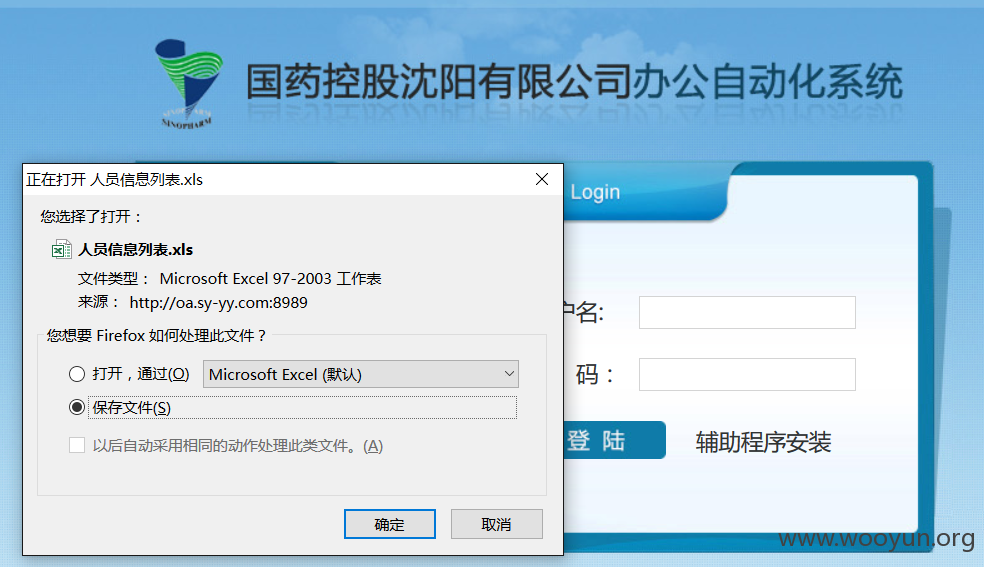 国药控股沈阳有限公司办公自动化系统
SINOPHARM
正在打开 人员信息列表.xls
Login
您选择了打开：
人员信息列表.xls
文件类型： Microsoft Excel 97-2003 工作表
来源： http://oa.sy-yy.com:8989
您想要 Firefox 如何处理此文件？
户名:
打开，通过(O) Microsoft Excel (默认)
码：
保存文件(S)
登 陆 辅助程序安装
以后自动采用相同的动作处理此类文件。(A)
确定 取消
www.wooyun.org